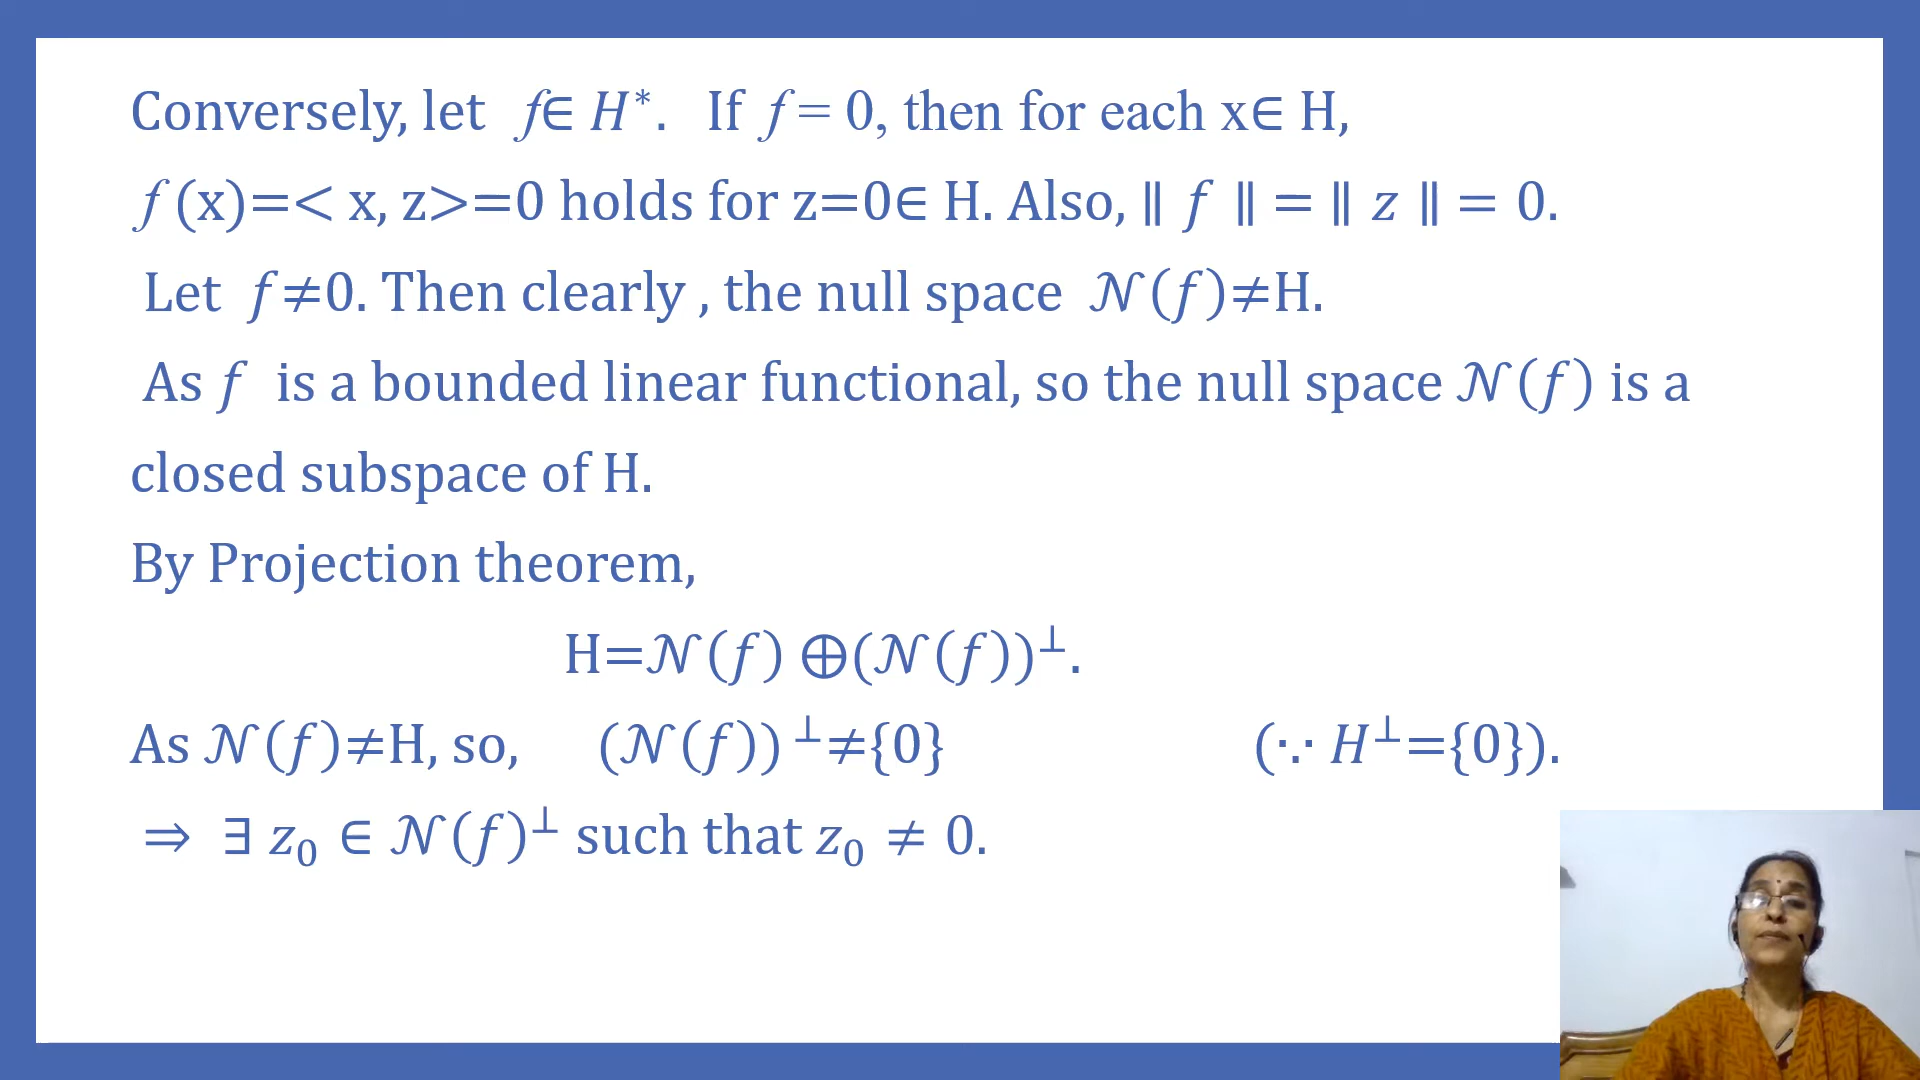 Conversely, let f∈ H*. If f = 0, then for each x∈ H,
f(x)=< x, z>=0 holds for z=0∈ H. Also, ∥ f ∥ = ∥ z ∥ = 0.
Let f≠0. Then clearly , the null space 𝒩(f)≠H.
As f is a bounded linear functional, so the null space 𝒩(f) is a
closed subspace of H.
By Projection theorem,
H=𝒩(f) ⊕(𝒩(f))⊥.
As 𝒩(f)≠H, so, (𝒩(f)) ⊥≠{0} (∵ H⊥={0}).
⇒ ∃ z₀ ∈ 𝒩(f)⊥ such that z₀ ≠ 0.